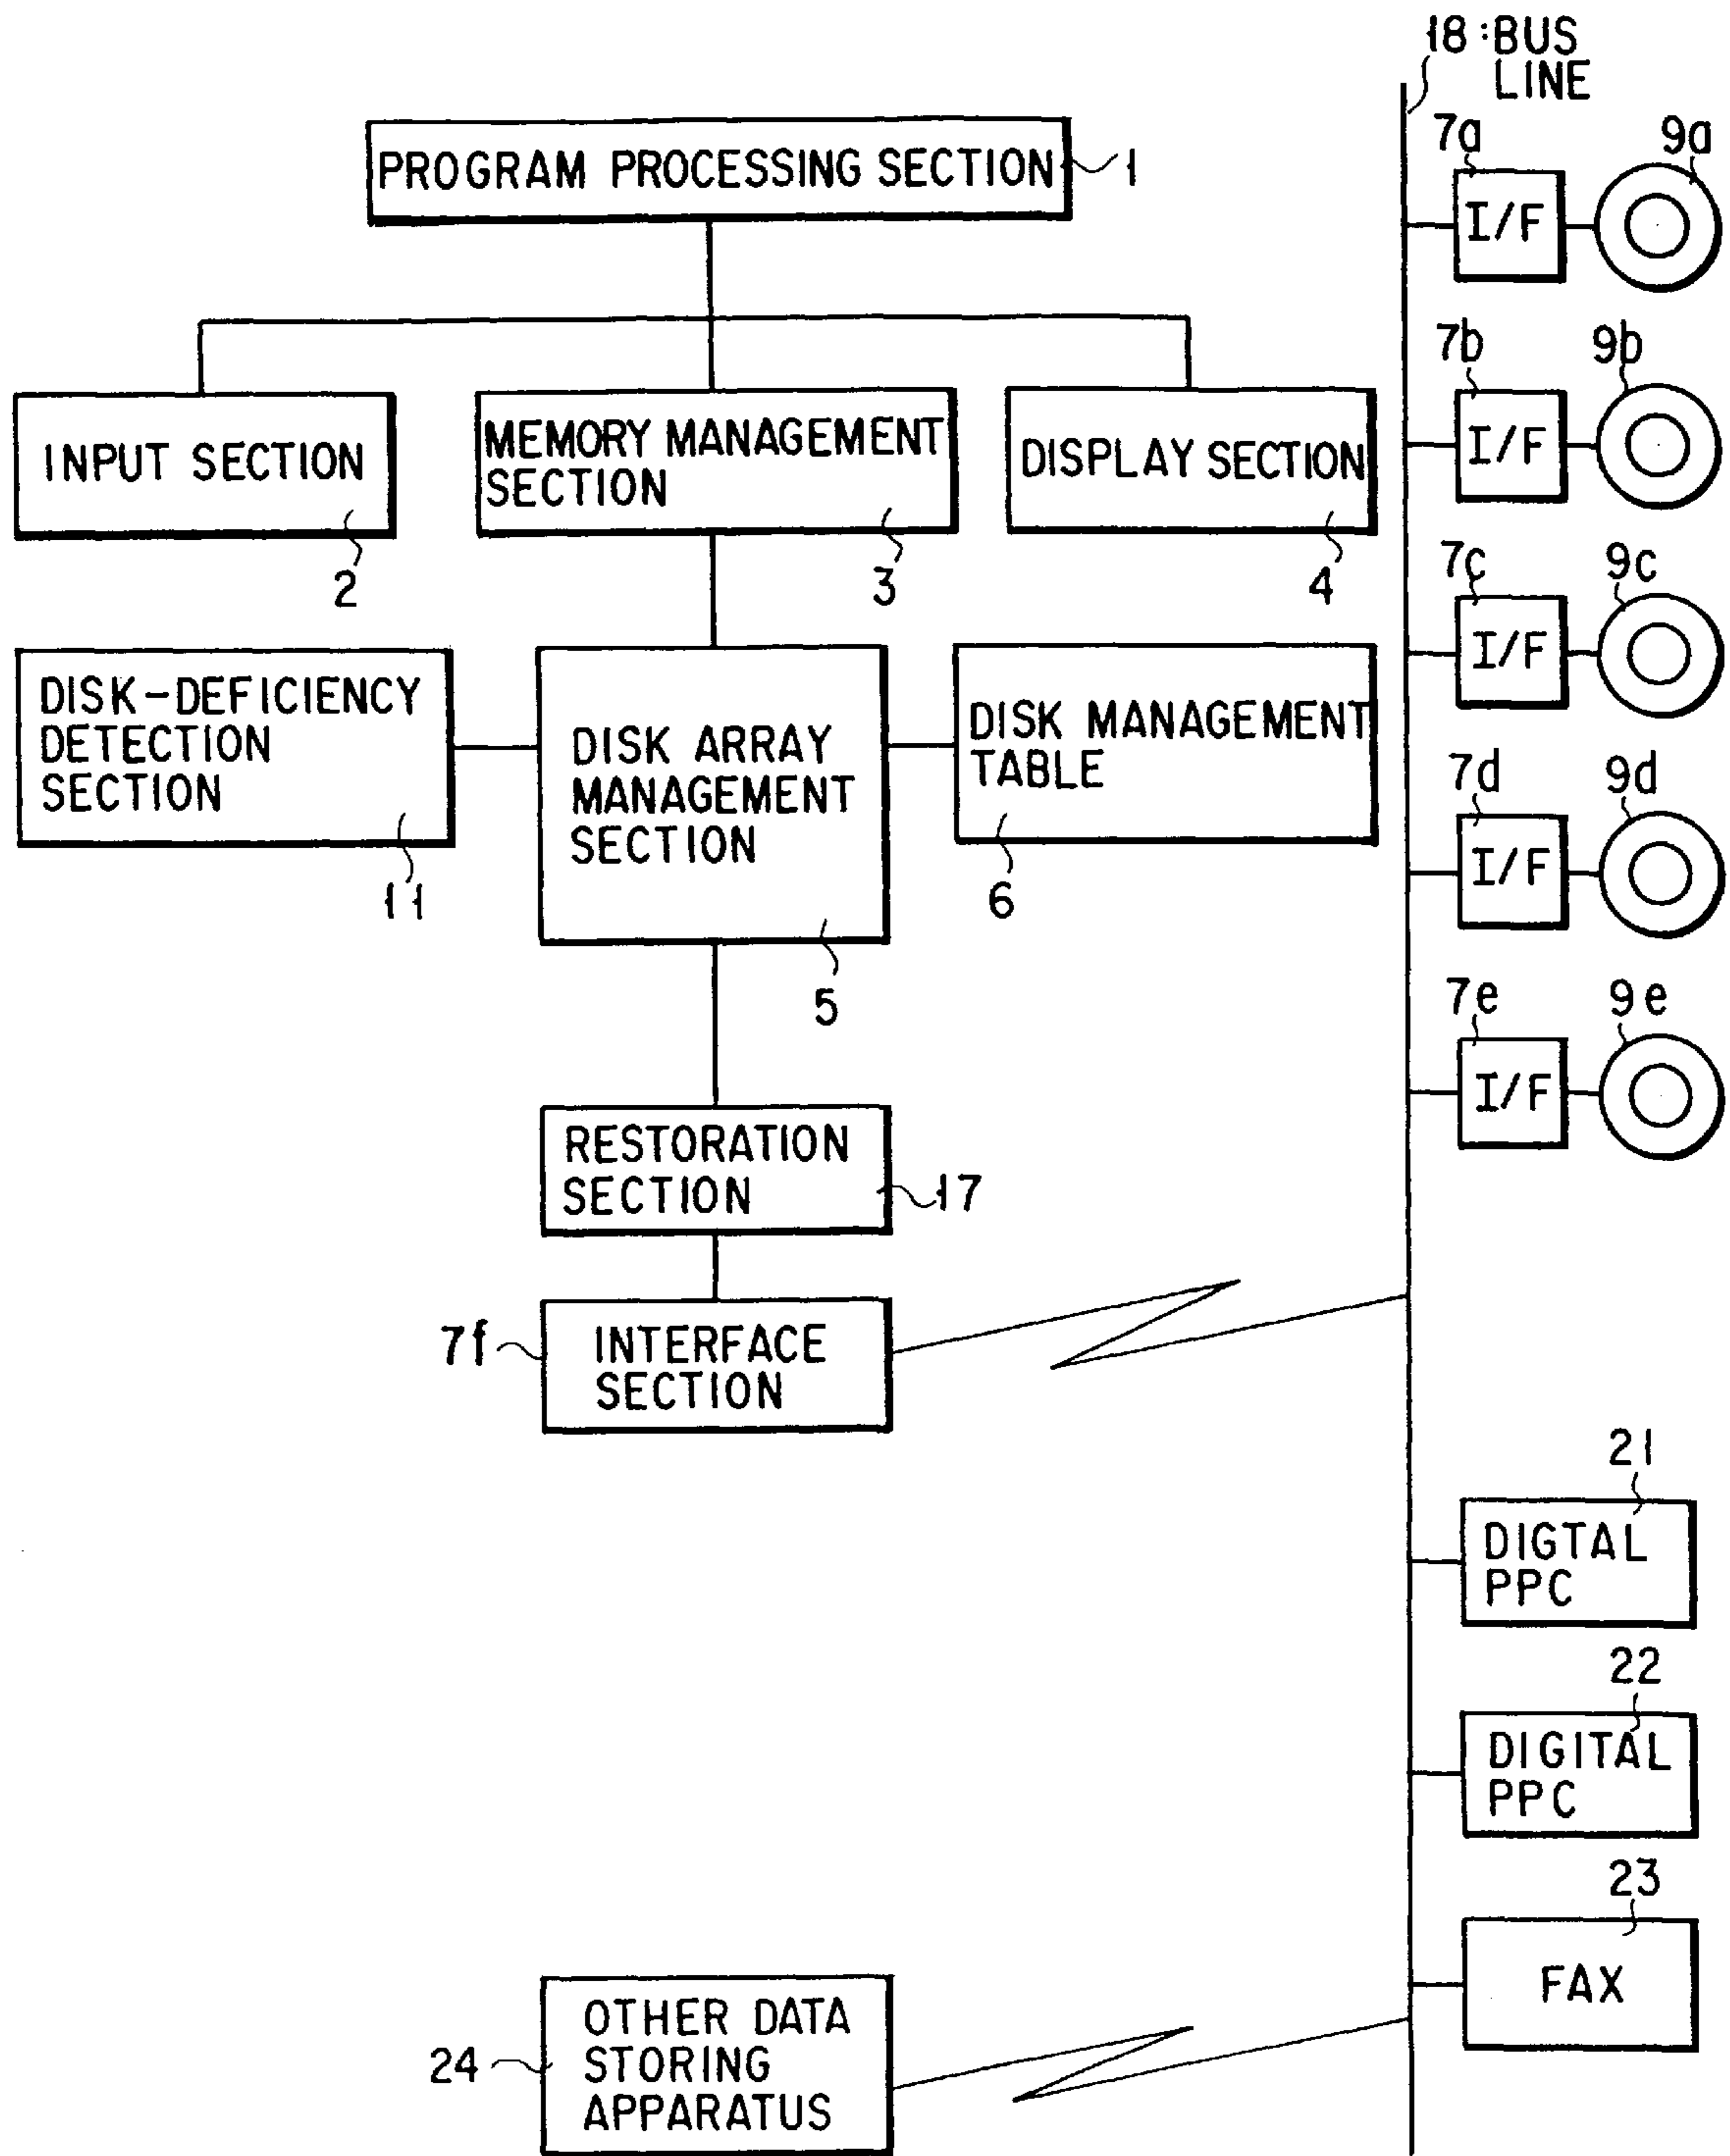 18 : BUS
LINE
PROGRAM PROCESSING SECTION
1
7a
9a
I/F
7b
9b
I/F
INPUT SECTION
2
MEMORY MANAGEMENT
SECTION
3
DISPLAY SECTION
4
7c
9c
I/F
DISK-DEFICIENCY
DETECTION
SECTION
11
DISK ARRAY
MANAGEMENT
SECTION
5
DISK MANAGEMENT
TABLE
6
7d
9d
I/F
7e
9e
I/F
RESTORATION
SECTION
17
7f
INTERFACE
SECTION
21
DIGTAL
PPC
22
DIGITAL
PPC
23
FAX
24
OTHER DATA
STORING
APPARATUS